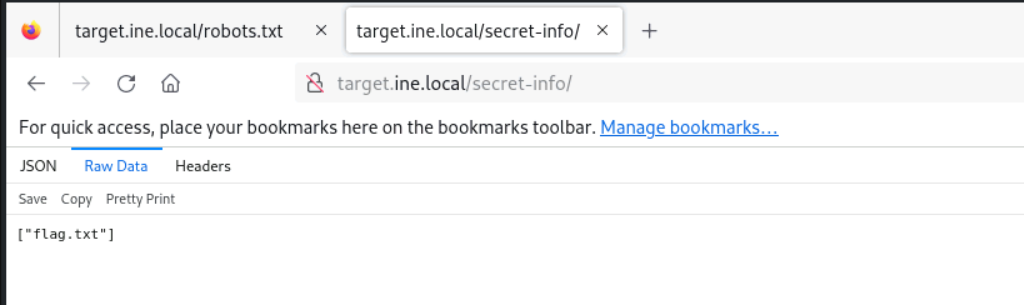 target.ine.local/robots.txt
target.ine.local/secret-info/
target.ine.local/secret-info/
For quick access, place your bookmarks here on the bookmarks toolbar. Manage bookmarks...
JSON Raw Data Headers
Save Copy Pretty Print
["flag.txt"]